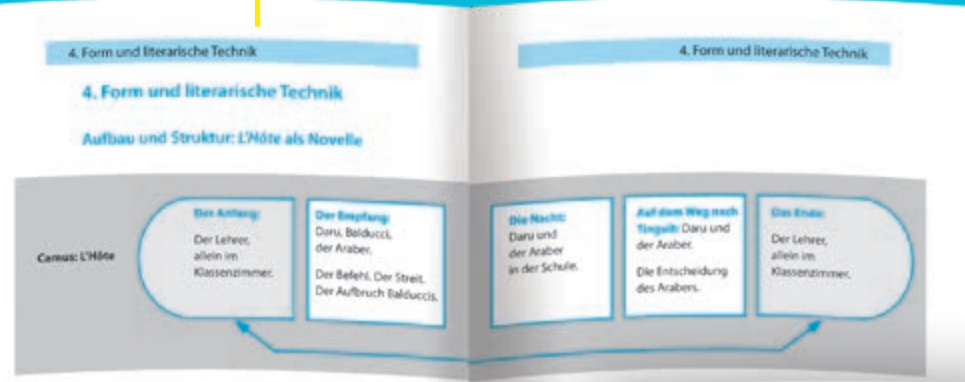 4. Form und literarische Technik
4. Form und literarische Technik
Aufbau und Struktur: L'Hôte als Novelle
Camus: L'Hôte
Der Anfang:
Der Lehrer,
allein im
Klassenzimmer.
Der Empfang:
Daru, Balducci,
der Araber.
Der Befehl. Der Streit.
Der Aufbruch Balduccis.
4. Form und literarische Technik
Die Nacht:
Daru und
der Araber
in der Schule.
Auf dem Weg nach
Tinguit: Daru und
der Araber.
Die Entscheidung
des Arabers.
Das Ende:
Der Lehrer,
allein im
Klassenzimmer.